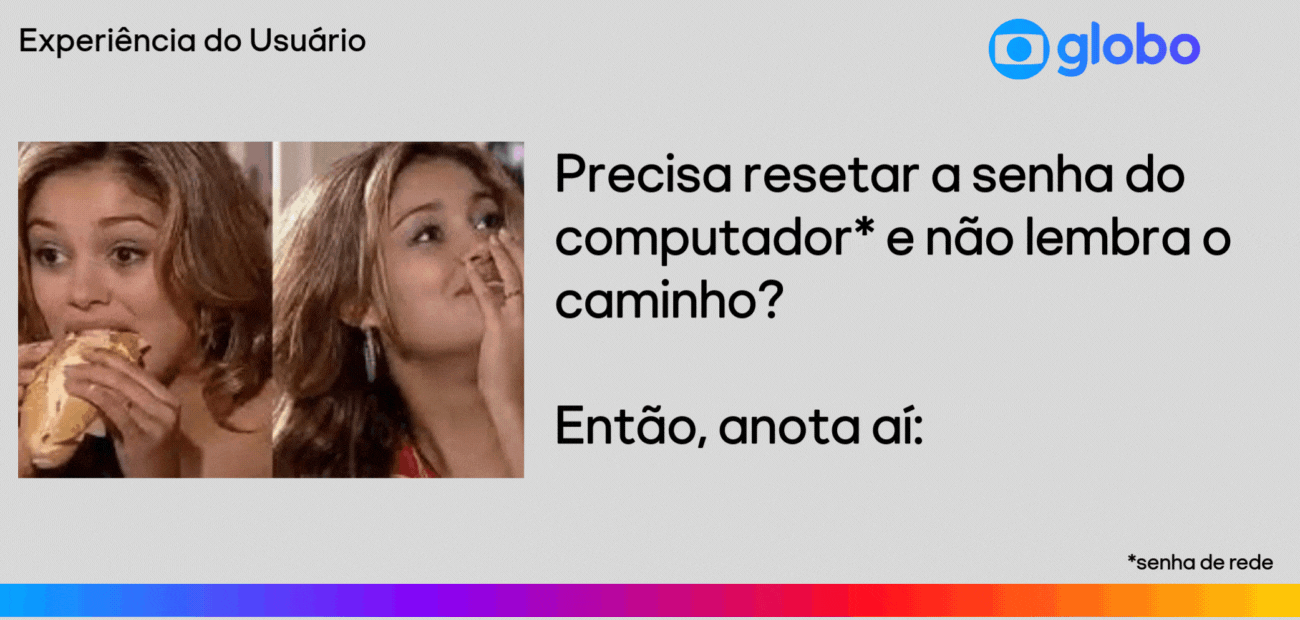 Experiência do Usuário
globo
Precisa resetar a senha do
computador* e não lembra o
caminho?
Então, anota aí:
*senha de rede